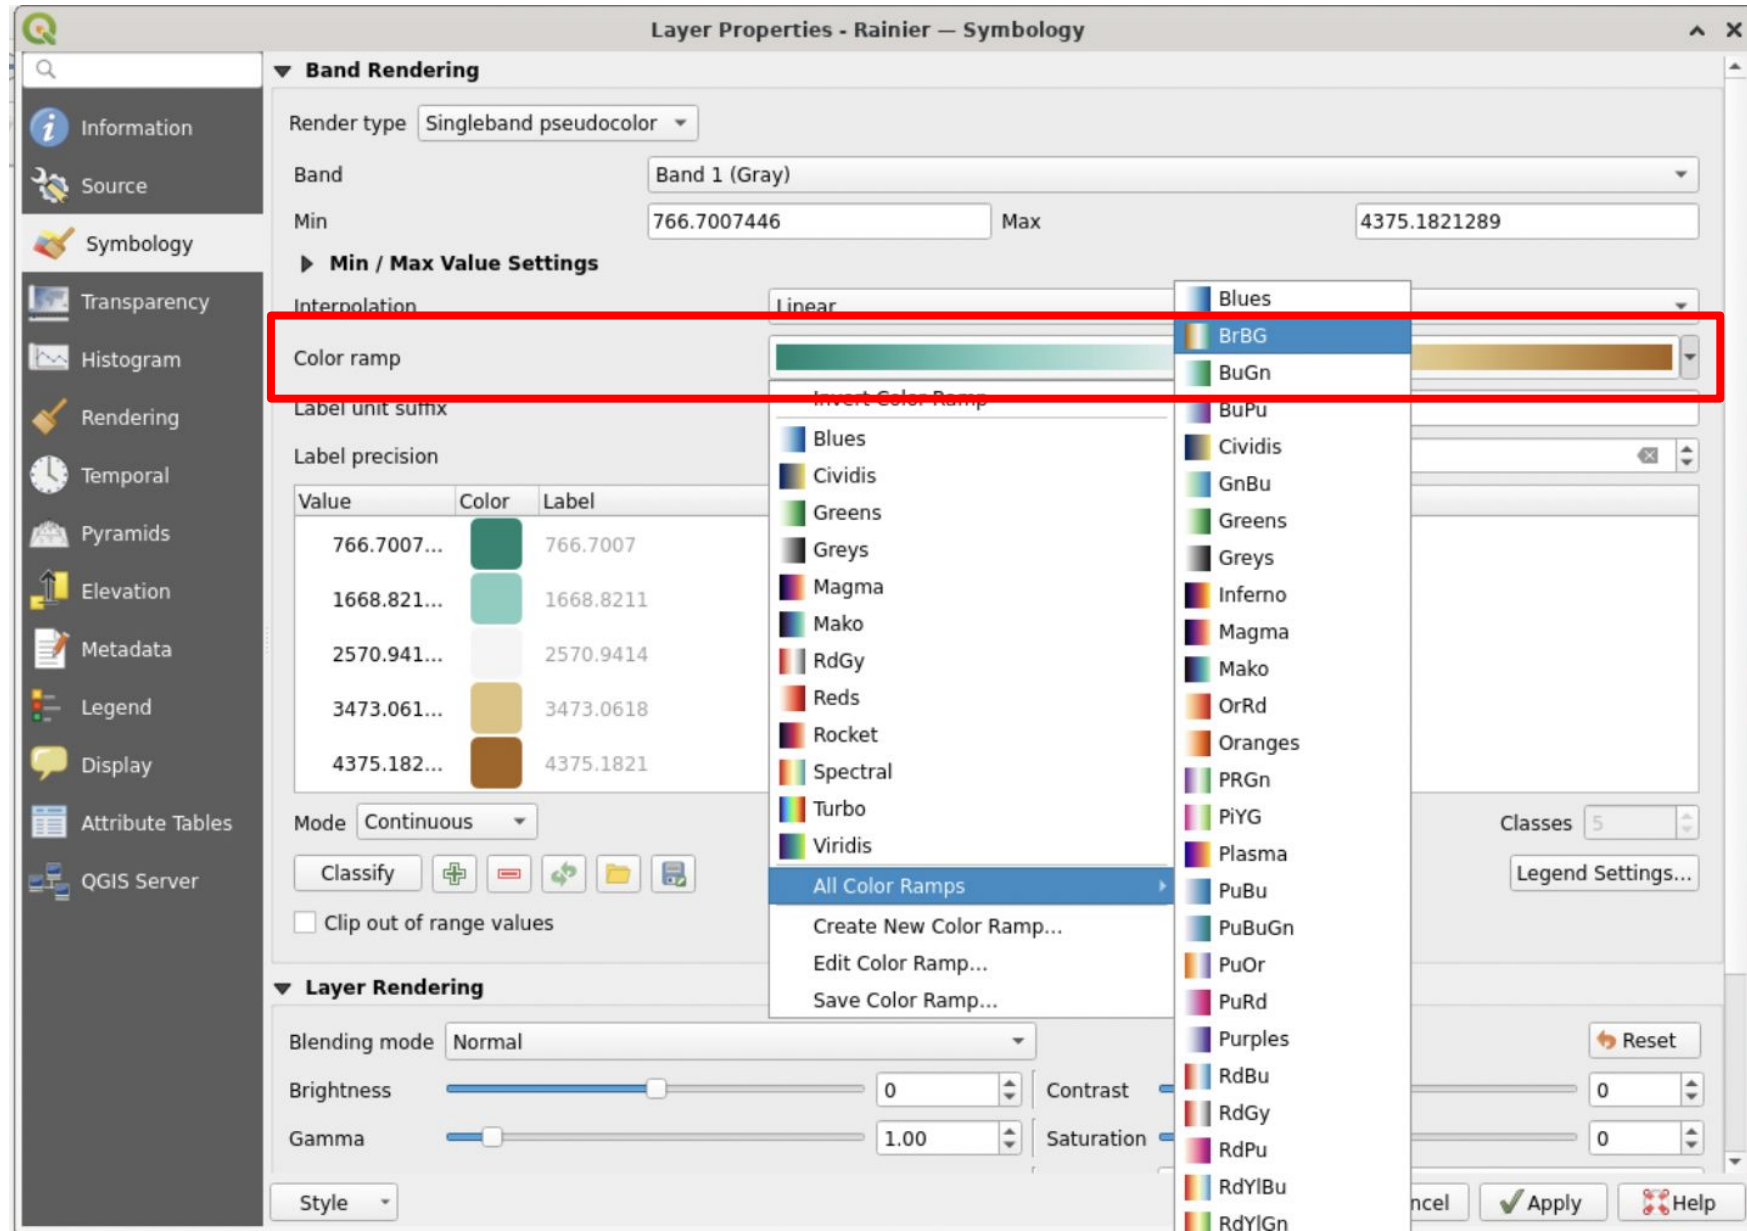 Layer Properties - Rainier — Symbology
Information
Source
Symbology
Transparency
Histogram
Rendering
Temporal
Pyramids
Elevation
Metadata
Legend
Display
Attribute Tables
QGIS Server
Band Rendering
Render type Singleband pseudocolor
Band Band 1 (Gray)
Min 766.7007446 Max 4375.1821289
Min / Max Value Settings
Interpolation Linear
Color ramp
Label unit suffix
Label precision
Value Color Label
766.7007... 766.7007
1668.821... 1668.8211
2570.941... 2570.9414
3473.061... 3473.0618
4375.182... 4375.1821
Mode Continuous
Classes 5
Classify
Legend Settings...
Clip out of range values
Invert Color Ramp
Blues
Cividis
Greens
Greys
Magma
Mako
RdGy
Reds
Rocket
Spectral
Turbo
Viridis
All Color Ramps
Create New Color Ramp...
Edit Color Ramp...
Save Color Ramp...
Blues
BrBG
BuGn
BuPu
Cividis
GnBu
Greens
Greys
Inferno
Magma
Mako
OrRd
Oranges
PRGn
PiYG
Plasma
PuBu
PuBuGn
PuOr
PuRd
Purples
RdBu
RdGy
RdPu
RdYlBu
RdYlGn
Layer Rendering
Blending mode Normal
Reset
Brightness 0 Contrast 0
Gamma 1.00 Saturation 0
Style
ncel
Apply
Help